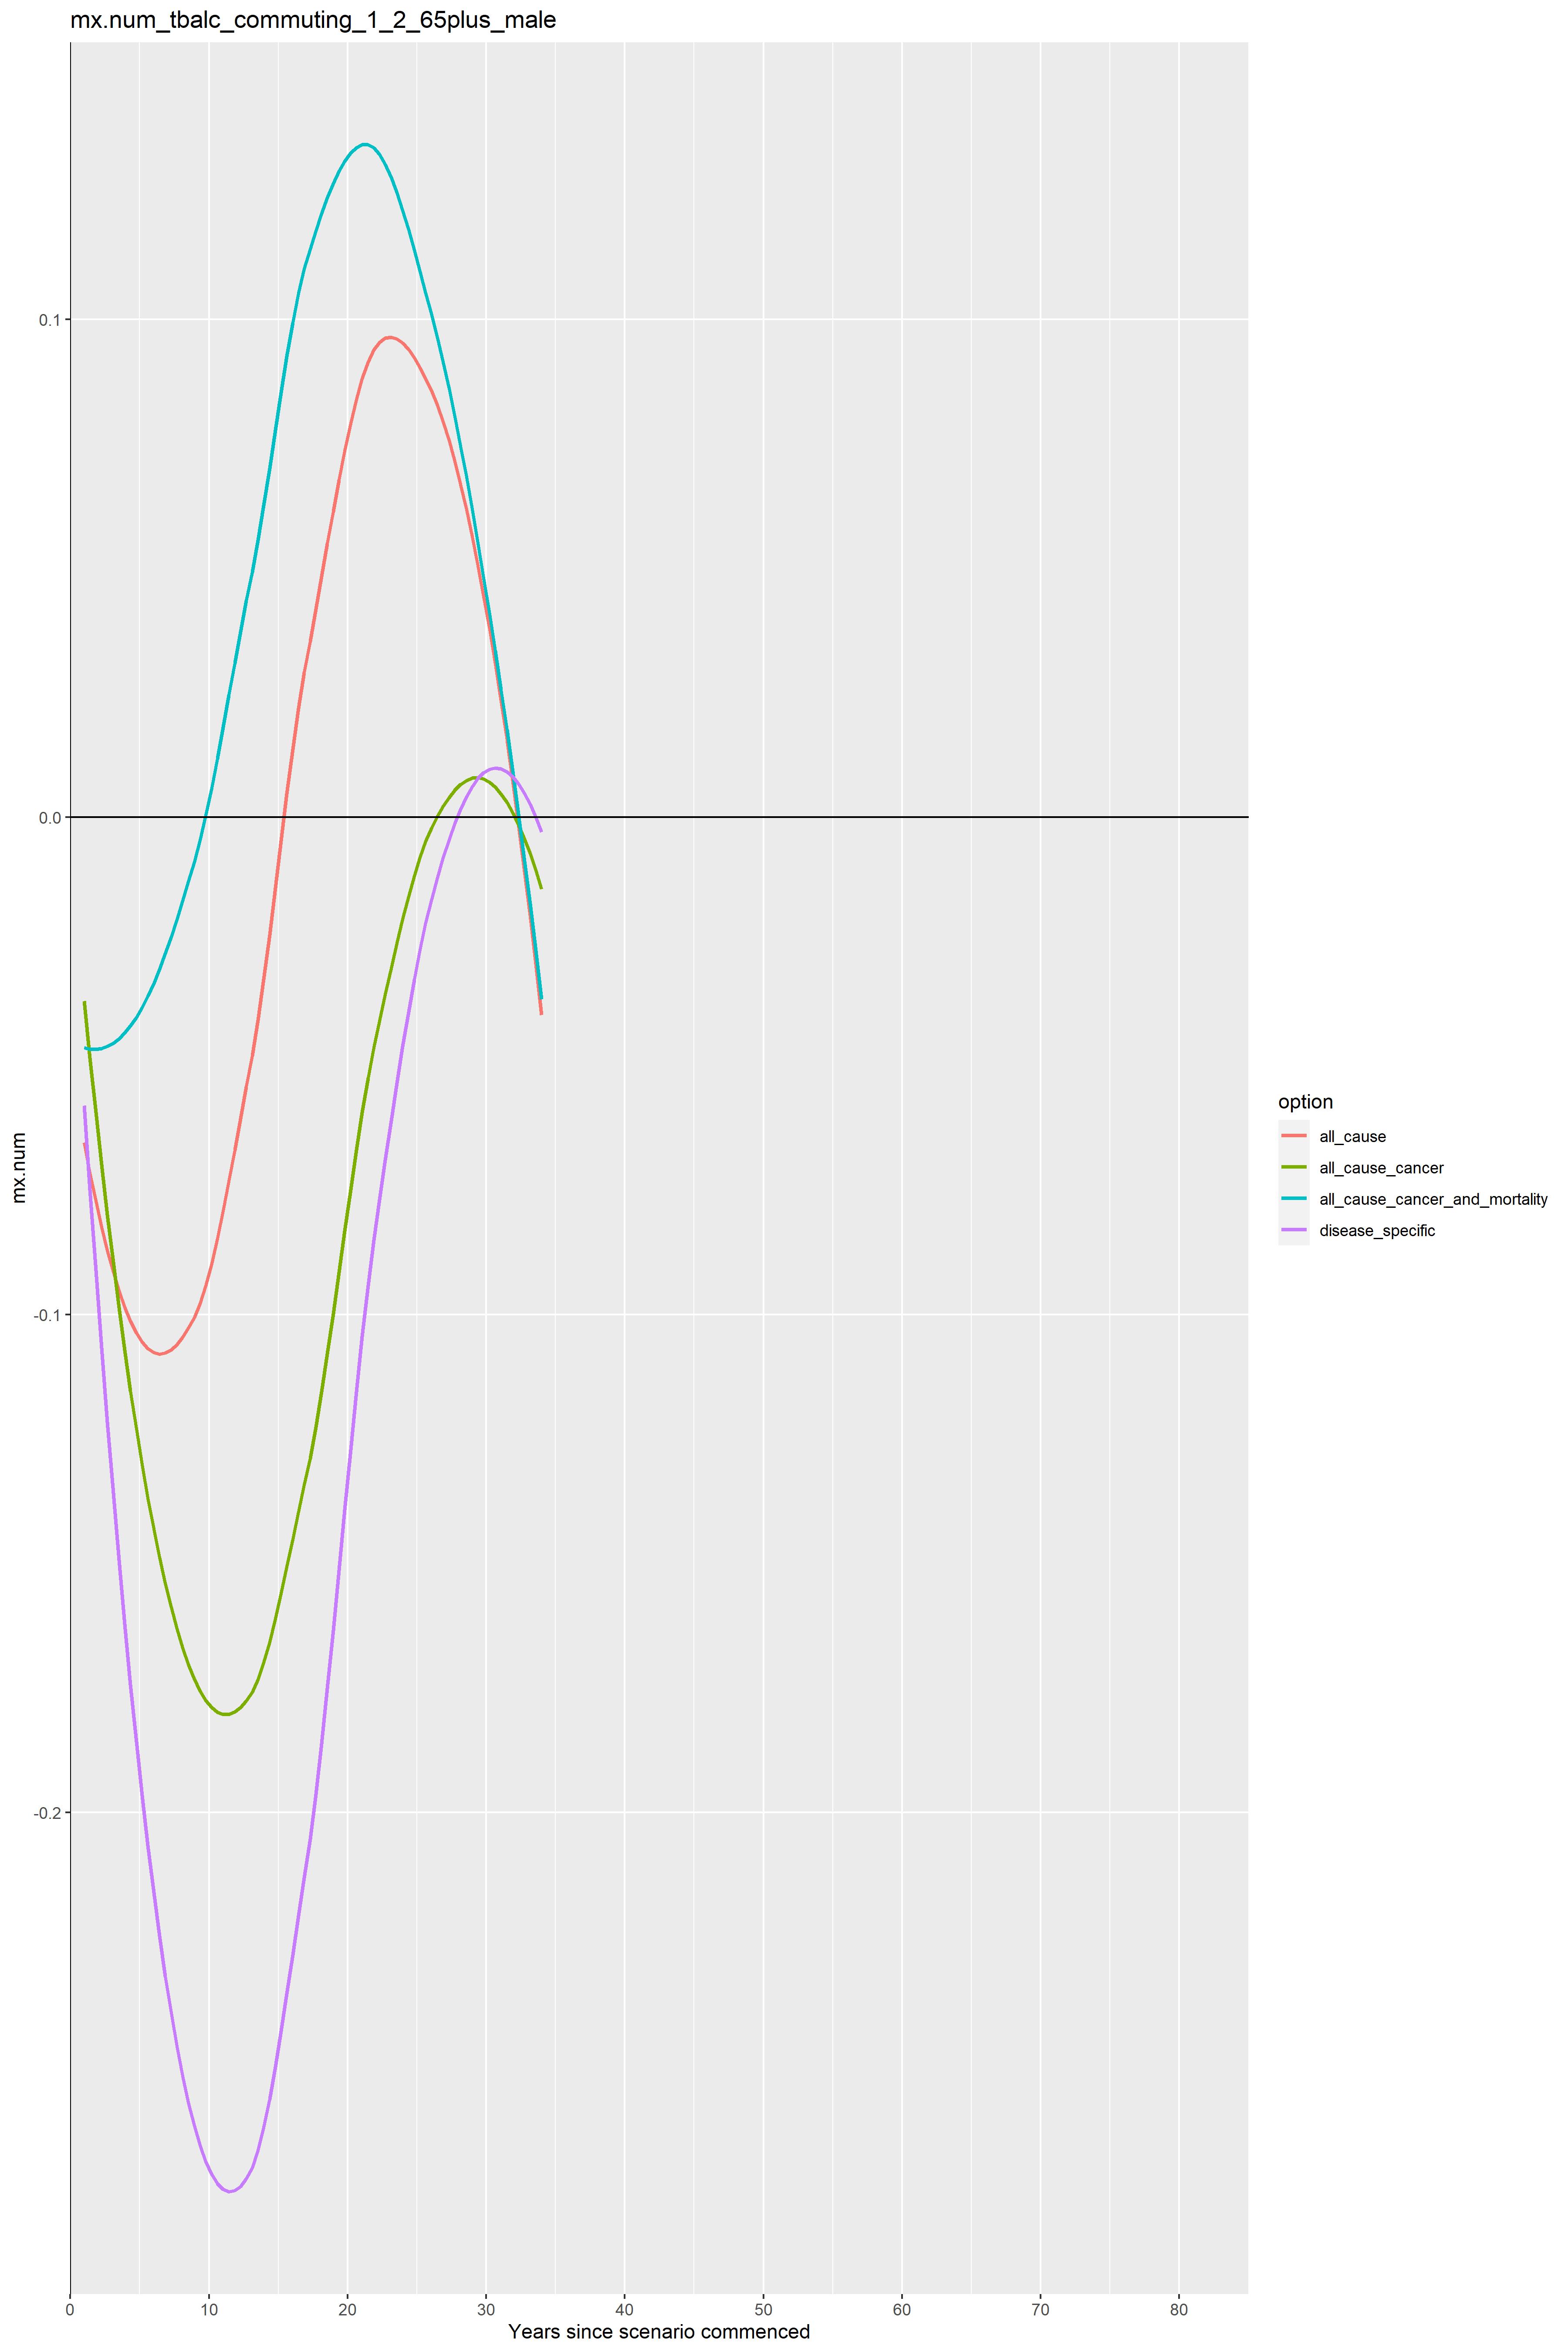 mx.num_tbalc_commuting_1_2_65plus_male
0.1
0.0
-0.1
-0.2
mx.num
0 10 20 30 40 50 60 70 80
Years since scenario commenced
option
all_cause
all_cause_cancer
all_cause_cancer_and_mortality
disease_specific